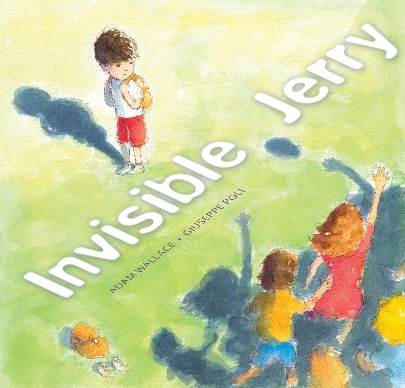 Invisible Jerry
ADAM WALLACE • GIUSEPPE POLI